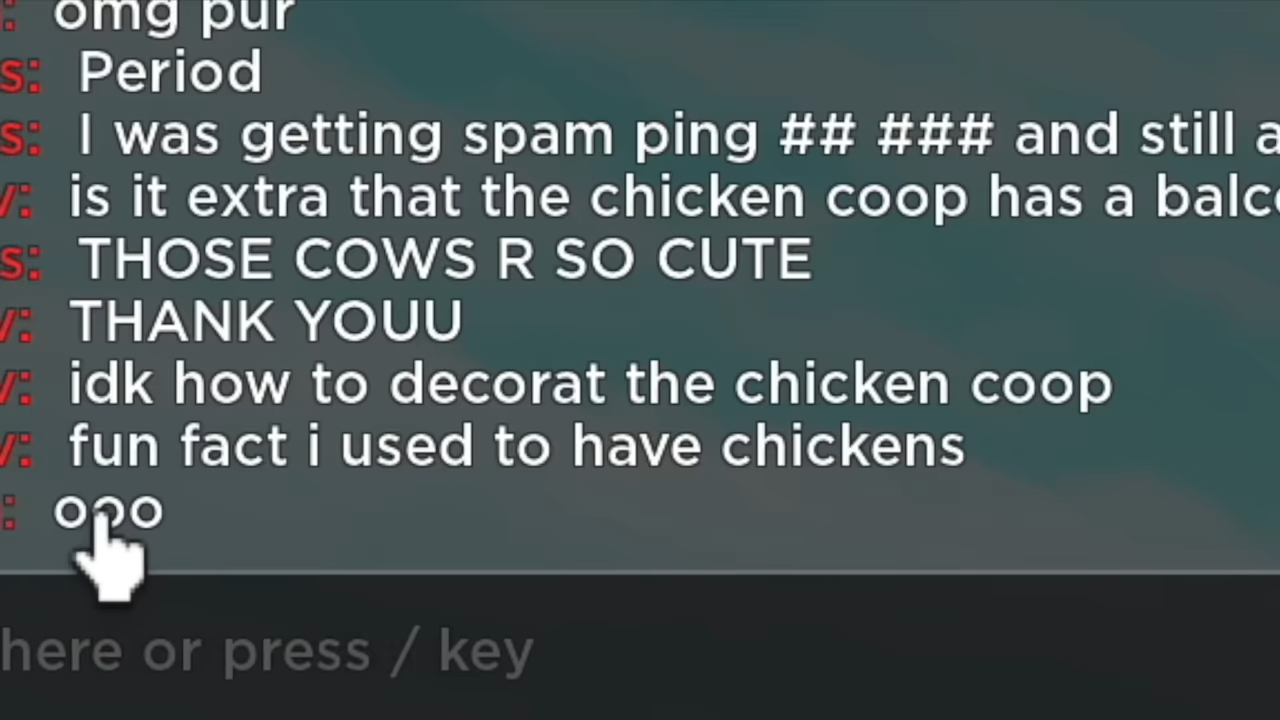 : omg pur
s: Period
s: I was getting spam ping ## ### and still a
v: is it extra that the chicken coop has a balc
s: THOSE COWS R SO CUTE
v: THANK YOUU
v: idk how to decorat the chicken coop
v: fun fact i used to have chickens
: ooo
here or press / key